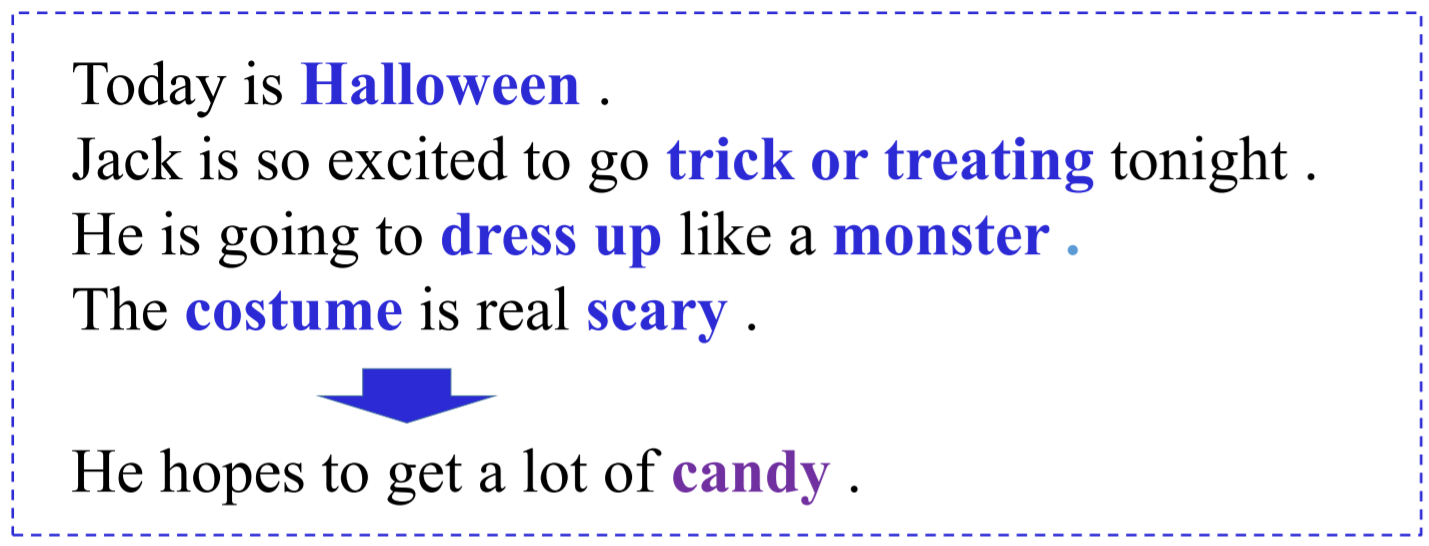 Today is Halloween .
Jack is so excited to go trick or treating tonight .
He is going to dress up like a monster .
The costume is real scary .
He hopes to get a lot of candy .